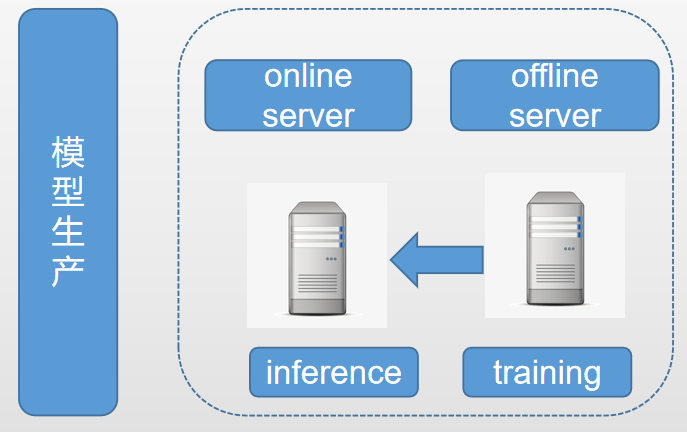 模型生产
online
server
offline
server
inference
training